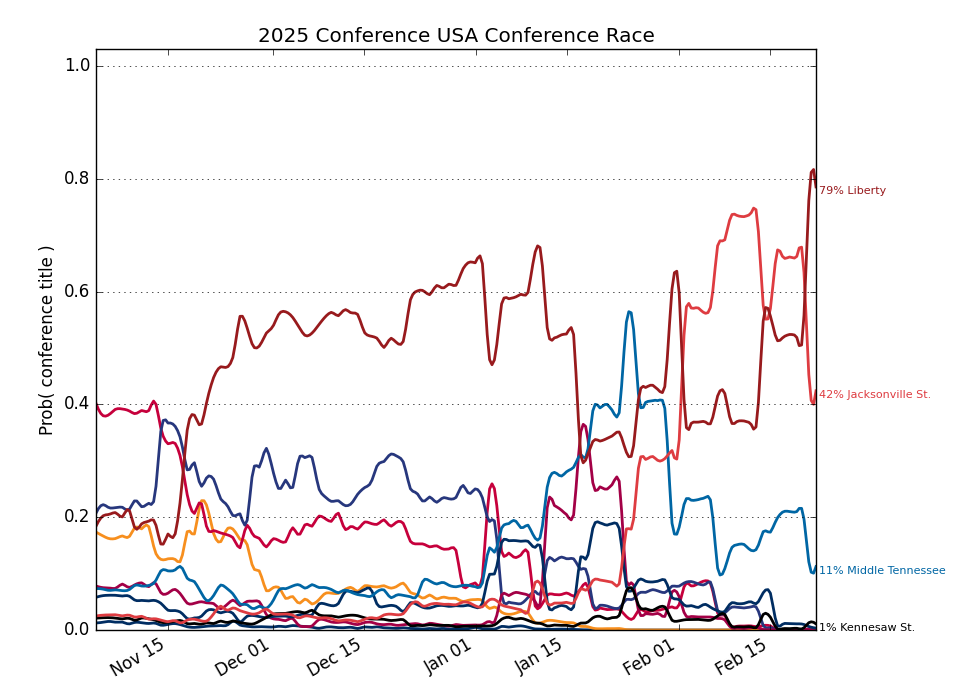 2025 Conference USA Conference Race
1.0
0.8
0.6
0.4
0.2
0.0
Prob( conference title )
79% Liberty
42% Jacksonville St.
11% Middle Tennessee
1% Kennesaw St.
Nov 15
Dec 01
Dec 15
Jan 01
Jan 15
Feb 01
Feb 15